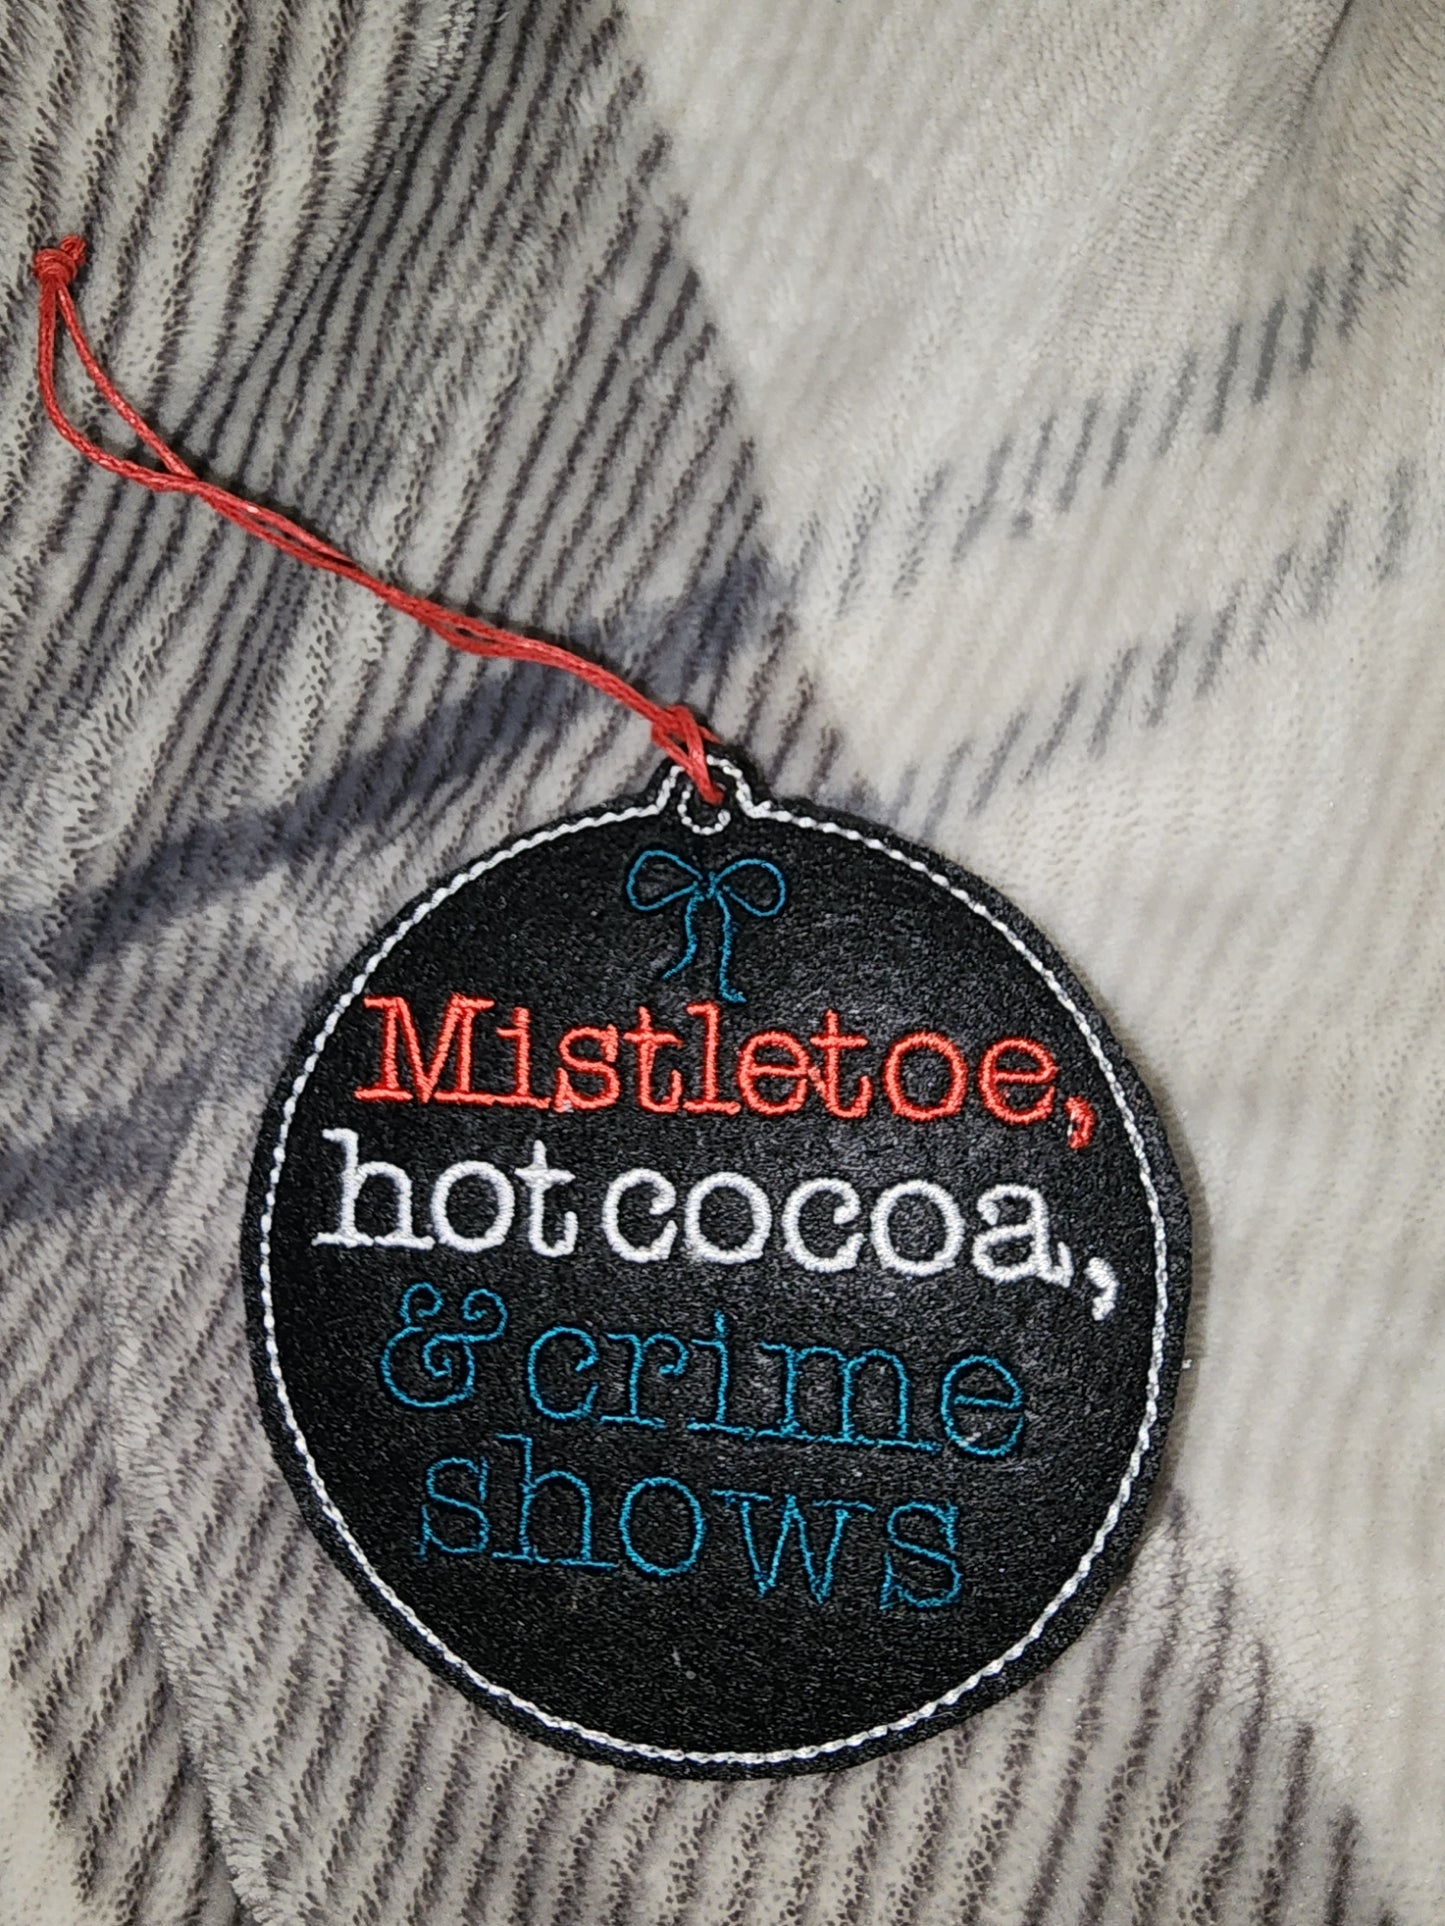 Mistletoe,
hot cocoa,
& crime
shows